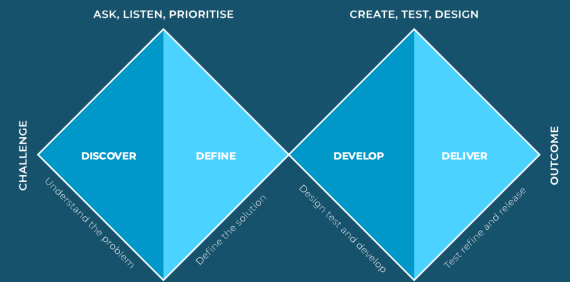 ASK, LISTEN, PRIORITISE
CREATE, TEST, DESIGN
CHALLENGE
DISCOVER
DEFINE
DEVELOP
DELIVER
OUTCOME
Understand the problem
Define the solution
Design test and develop
Test refine and release